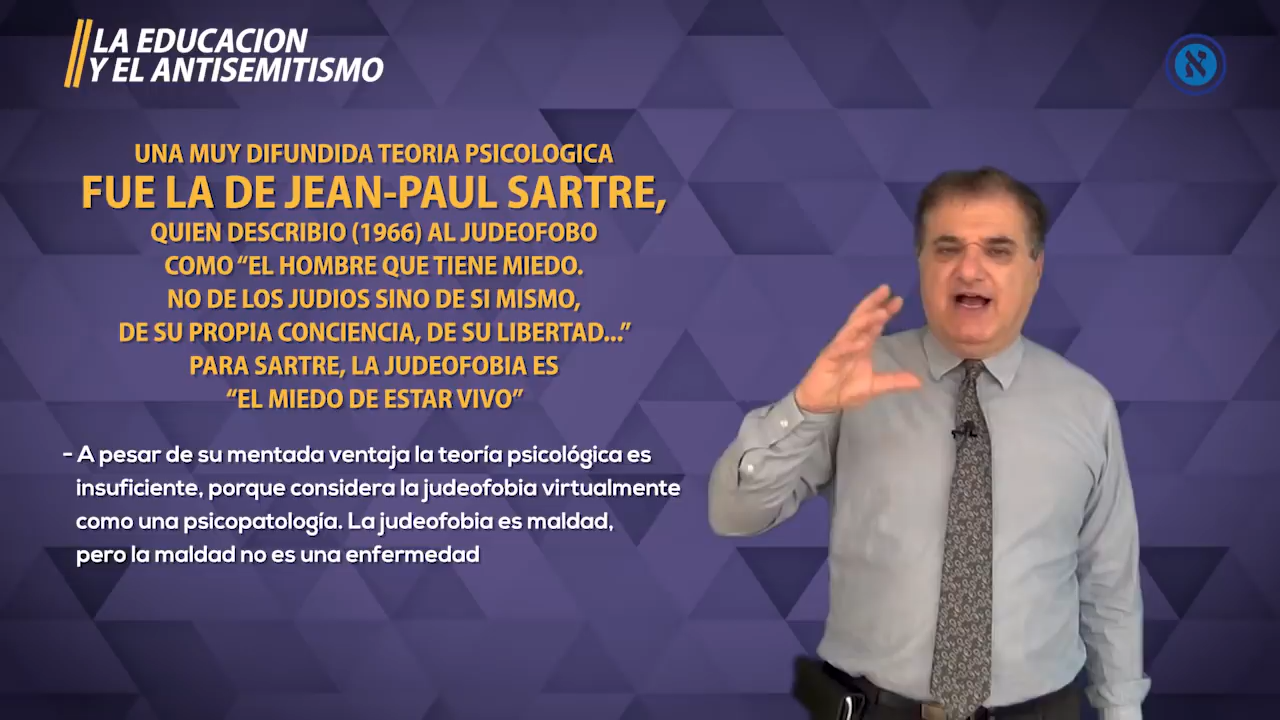 LA EDUCACION
Y EL ANTISEMITISMO
א
UNA MUY DIFUNDIDA TEORIA PSICOLOGICA
FUE LA DE JEAN-PAUL SARTRE,
QUIEN DESCRIBIO (1966) AL JUDEOFOBO
COMO “EL HOMBRE QUE TIENE MIEDO.
NO DE LOS JUDIOS SINO DE SI MISMO,
DE SU PROPIA CONCIENCIA, DE SU LIBERTAD...”
PARA SARTRE, LA JUDEOFOBIA ES
“EL MIEDO DE ESTAR VIVO”
- A pesar de su mentada ventaja la teoría psicológica es
insuficiente, porque considera la judeofobia virtualmente
como una psicopatología. La judeofobia es maldad,
pero la maldad no es una enfermedad